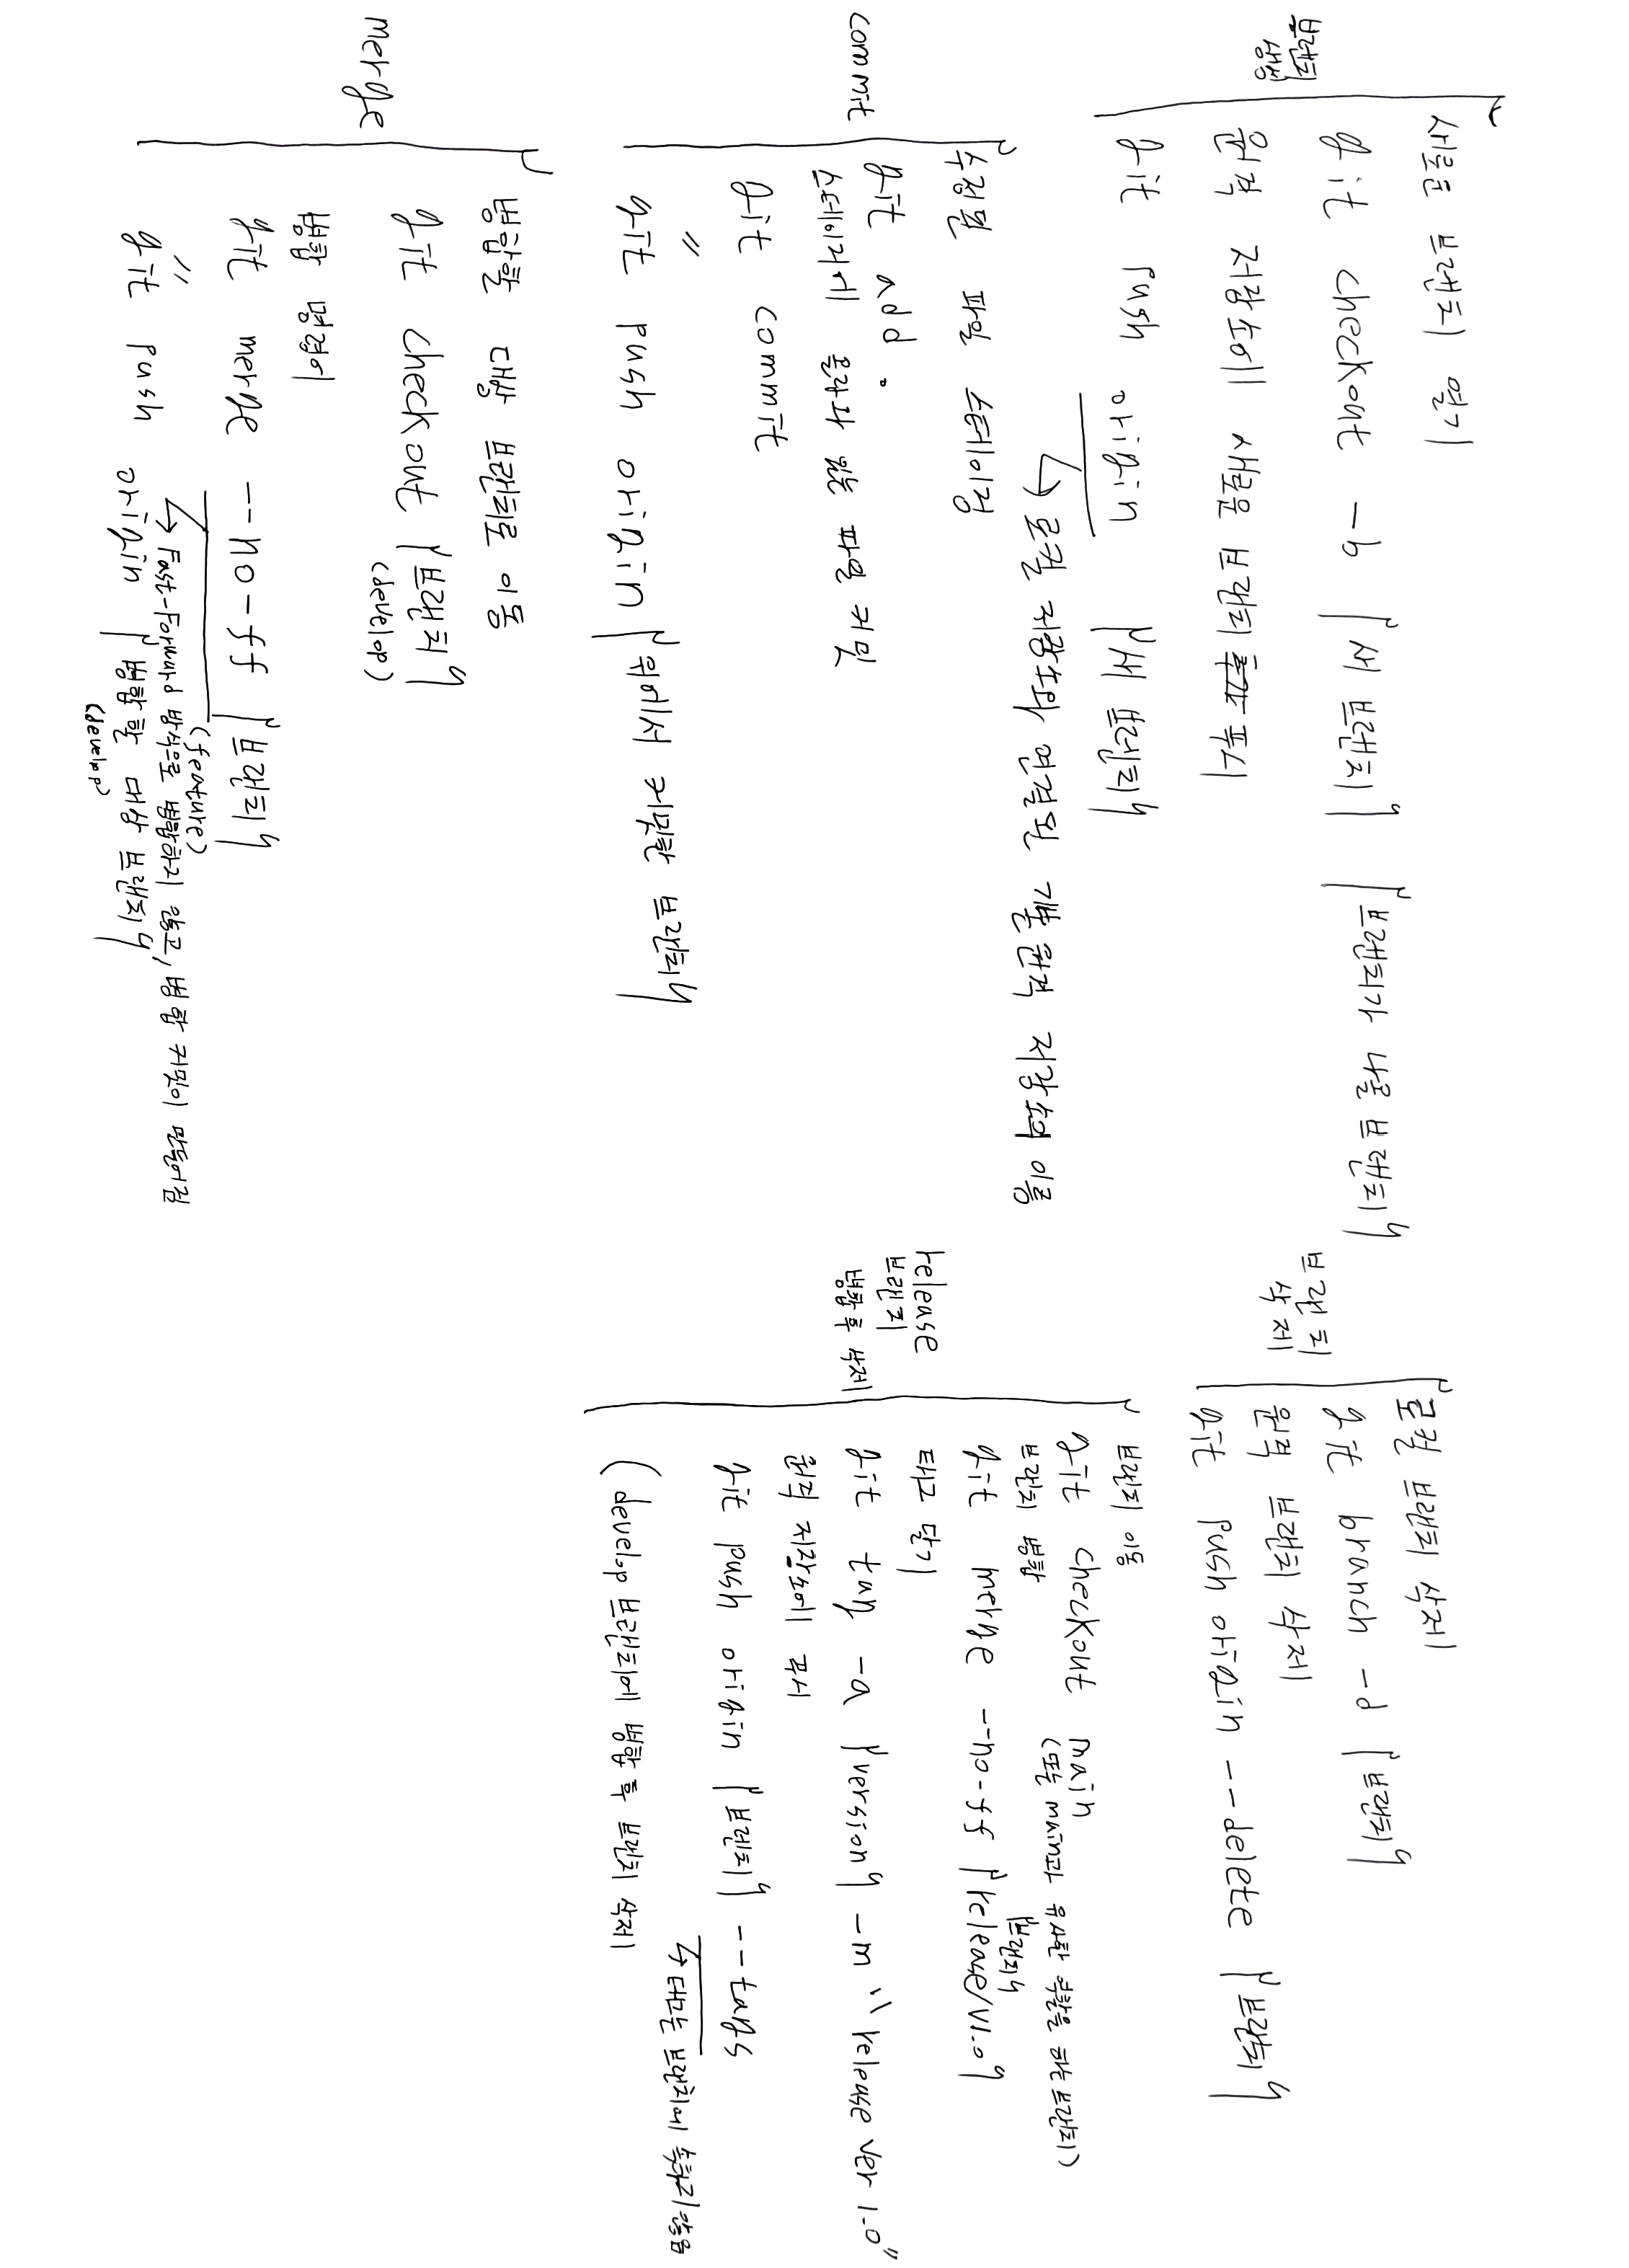 브렌치
생성
새로운 브렌치 열기
git checkout -b {새 브렌치} {브렌치가 나올 브렌치}
원격 저장소에 새로운 브랜치 추가 푸시
git push origin {새 브렌치}
↳ 로컬 저장소와 연결된 기본 원격 저장소의 이름
commit
수정된 파일 스테이징
git add .
스테이지에 올라와 있는 파일 커밋
git commit
〃
git push origin {위에서 커밋한 브랜치}
merge
병합할 대상 브랜치로 이동
git checkout {브랜치}
(develop)
병합 명령어
git merge --no-ff {브랜치}
(feature)
↳ Fast-Forward 방식으로 병합하지 않고, 병합 커밋이 만들어짐
〃
git push origin {병합할 대상 브랜치}
(develop)
브랜치
삭제
로컬 브랜치 삭제
git branch -d {브랜치}
원격 브랜치 삭제
git push origin --delete {브랜치}
release
브랜치
병합 후 삭제
브랜치 이동
git checkout main
(또는 main과 유사한 역할을 하는 브랜치)
브랜치 병합
{브랜치}
git merge --no-ff {release/v1.0}
태그 달기
git tag -a {version} -m "release ver 1.0"
원격 저장소에 푸시
git push origin {브렌치} --tags
↳ 태그는 브랜치에 속하지 않음
(develop 브랜치에 병합 후 브랜치 삭제